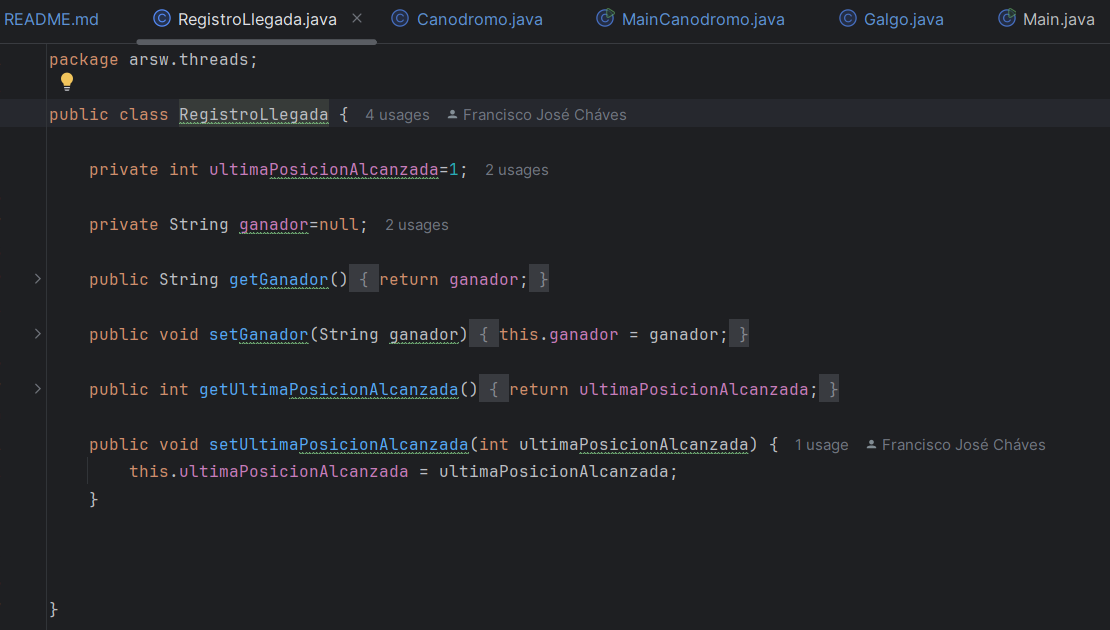 README.md RegistroLlegada.java Canodromo.java MainCanodromo.java Galgo.java Main.java
package arsw.threads;
public class RegistroLlegada { 4 usages Francisco José Cháves
private int ultimaPosicionAlcanzada=1; 2 usages
private String ganador=null; 2 usages
public String getGanador() { return ganador; }
public void setGanador(String ganador) { this.ganador = ganador; }
public int getUltimaPosicionAlcanzada() { return ultimaPosicionAlcanzada; }
public void setUltimaPosicionAlcanzada(int ultimaPosicionAlcanzada) { 1 usage Francisco José Cháves
this.ultimaPosicionAlcanzada = ultimaPosicionAlcanzada;
}
}